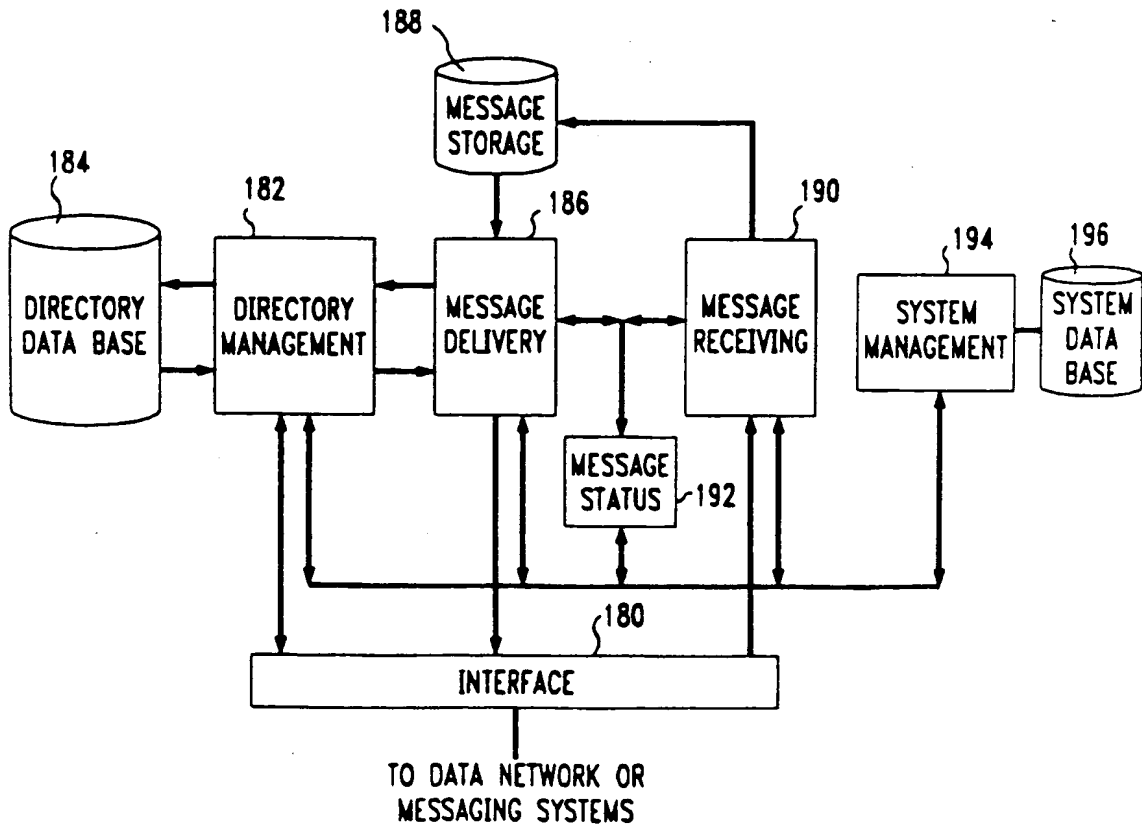 188
MESSAGE
STORAGE
184
182
186
190
194
196
DIRECTORY
DATA BASE
DIRECTORY
MANAGEMENT
MESSAGE
DELIVERY
MESSAGE
RECEIVING
SYSTEM
MANAGEMENT
SYSTEM
DATA
BASE
MESSAGE
STATUS
192
180
INTERFACE
TO DATA NETWORK OR
MESSAGING SYSTEMS